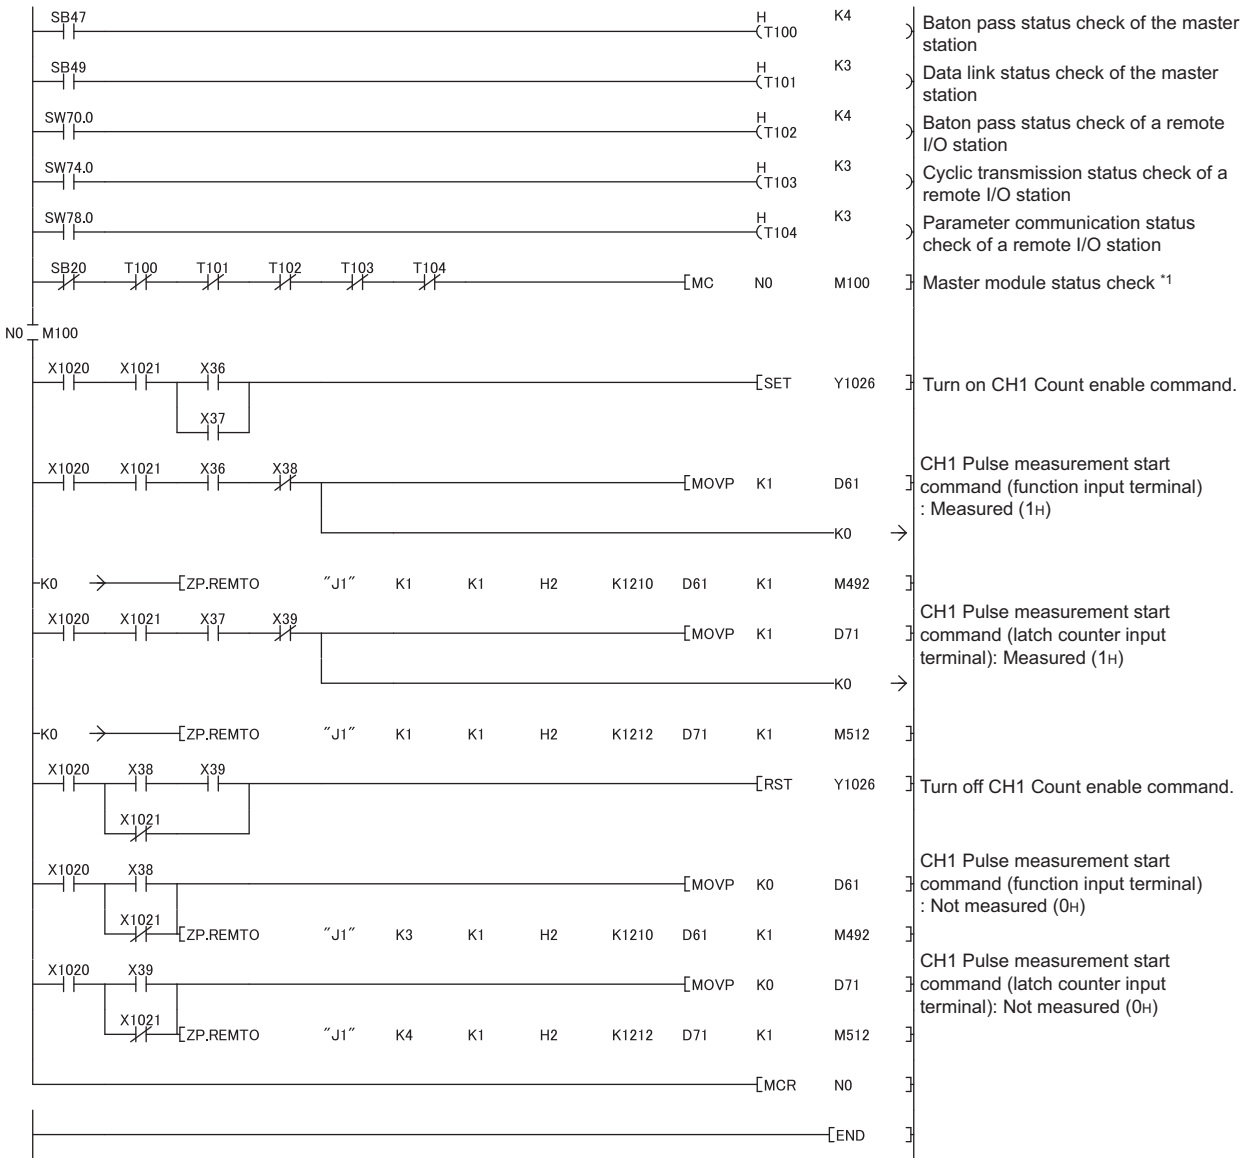 SB47 H K4
(T100 ) Baton pass status check of the master
station
SB49 H K3
(T101 ) Data link status check of the master
station
SW70.0 H K4
(T102 ) Baton pass status check of a remote
I/O station
SW74.0 H K3
(T103 ) Cyclic transmission status check of a
remote I/O station
SW78.0 H K3
(T104 ) Parameter communication status
check of a remote I/O station
SB20 T100 T101 T102 T103 T104
[MC N0 M100 ] Master module status check *1
N0 M100
X1020 X1021 X36
[SET Y1026 ] Turn on CH1 Count enable command.
X37
X1020 X1021 X36 X38
[MOVP K1 D61 ] CH1 Pulse measurement start
command (function input terminal)
: Measured (1H)
K0
K0 [ZP.REMTO "J1" K1 K1 H2 K1210 D61 K1 M492 ]
X1020 X1021 X37 X39
[MOVP K1 D71 ] CH1 Pulse measurement start
command (latch counter input
terminal): Measured (1H)
K0
K0 [ZP.REMTO "J1" K1 K1 H2 K1212 D71 K1 M512 ]
X1020 X38 X39
[RST Y1026 ] Turn off CH1 Count enable command.
X1021
X1020 X38
[MOVP K0 D61 ] CH1 Pulse measurement start
command (function input terminal)
: Not measured (0H)
X1021
[ZP.REMTO "J1" K3 K1 H2 K1210 D61 K1 M492 ]
X1020 X39
[MOVP K0 D71 ] CH1 Pulse measurement start
command (latch counter input
terminal): Not measured (0H)
X1021
[ZP.REMTO "J1" K4 K1 H2 K1212 D71 K1 M512 ]
[MCR N0 ]
[END ]